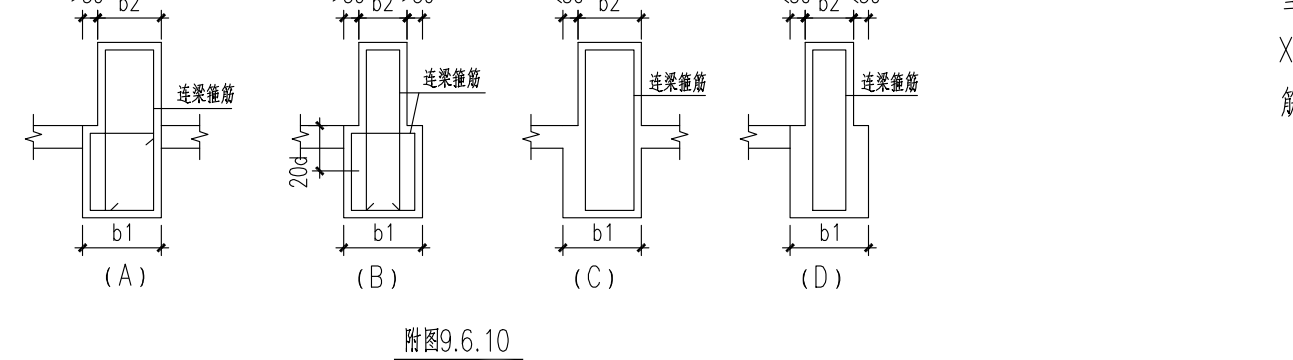 b2 b2 b2 b2
连梁箍筋 连梁箍筋 连梁箍筋 连梁箍筋
X
筋
20d
b1 b1 b1 b1
(A) (B) (C) (D)
附图9.6.10